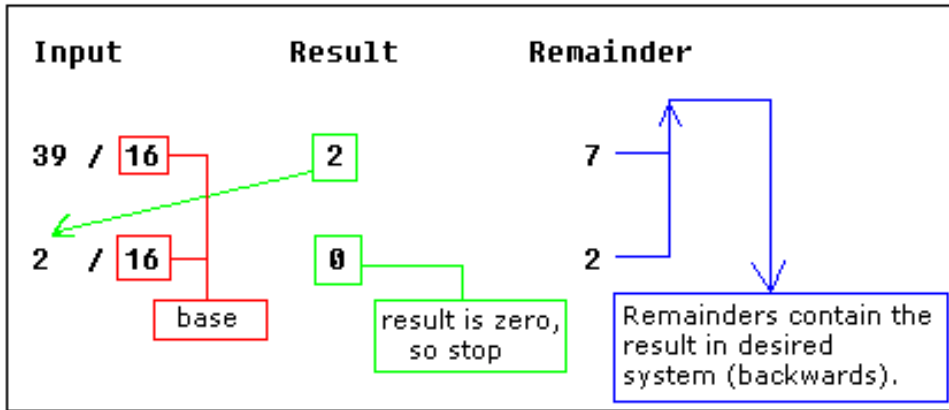 Input Result Remainder
39 / 16 2 7
2 / 16 0 2
base
result is zero,
so stop
Remainders contain the
result in desired
system (backwards).